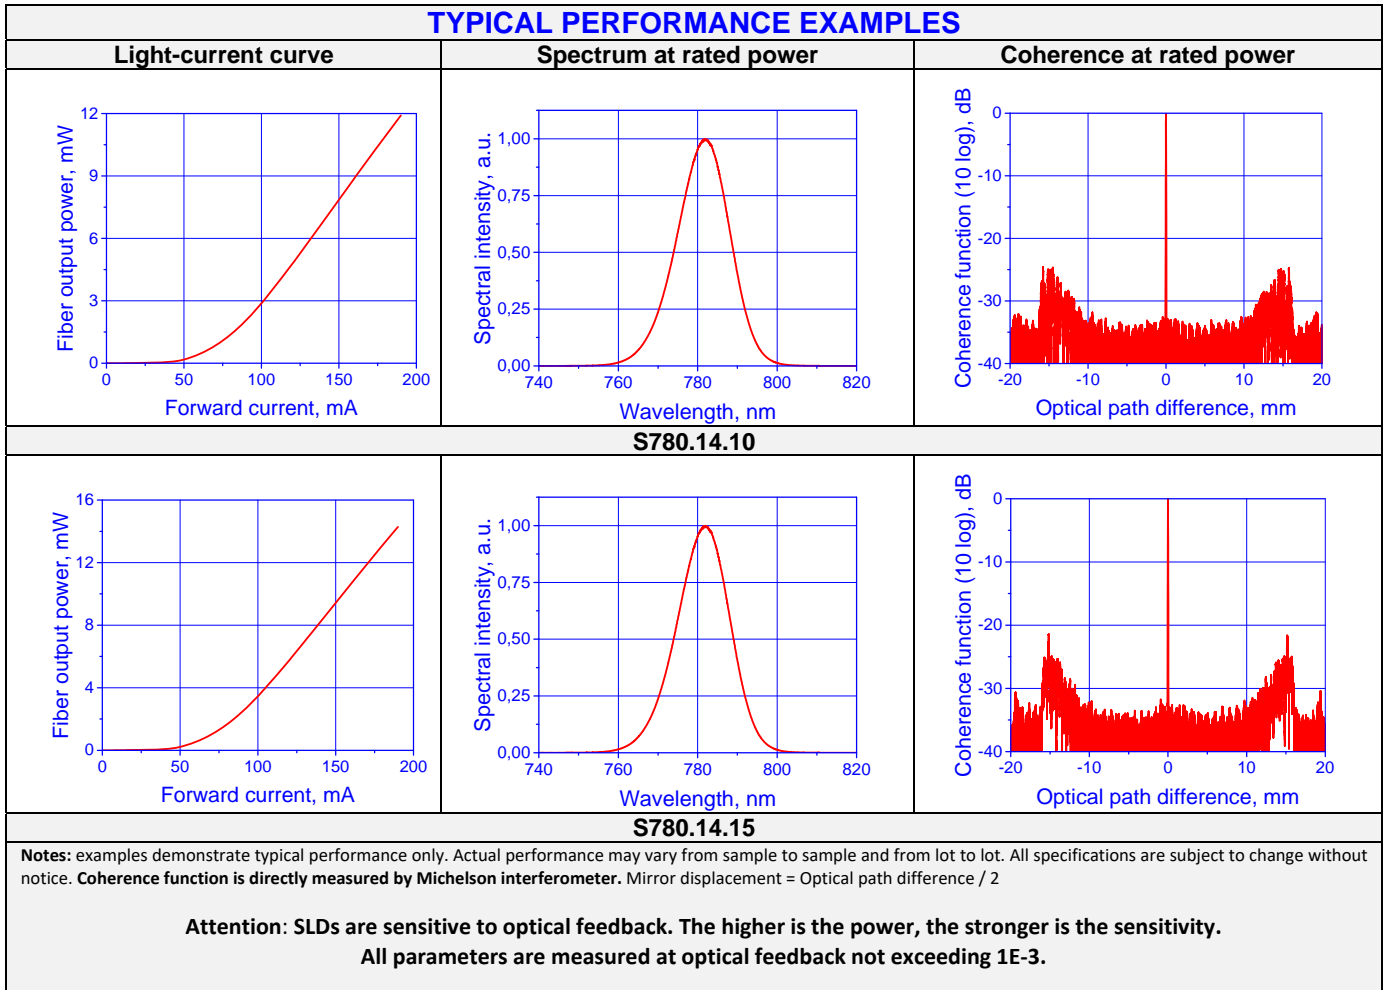 TYPICAL PERFORMANCE EXAMPLES
Light-current curve
Spectrum at rated power
Coherence at rated power
Fiber output power, mW
12
9
6
3
0
0 50 100 150 200
Forward current, mA
Spectral intensity, a.u.
1,00
0,75
0,50
0,25
0,00
740 760 780 800 820
Wavelength, nm
Coherence function (10 log), dB
0
-10
-20
-30
-40
-20 -10 0 10 20
Optical path difference, mm
S780.14.10
Fiber output power, mW
16
12
8
4
0
0 50 100 150 200
Forward current, mA
Spectral intensity, a.u.
1,00
0,75
0,50
0,25
0,00
740 760 780 800 820
Wavelength, nm
Coherence function (10 log), dB
0
-10
-20
-30
-40
-20 -10 0 10 20
Optical path difference, mm
S780.14.15
Notes: examples demonstrate typical performance only. Actual performance may vary from sample to sample and from lot to lot. All specifications are subject to change without
notice. Coherence function is directly measured by Michelson interferometer. Mirror displacement = Optical path difference / 2
Attention: SLDs are sensitive to optical feedback. The higher is the power, the stronger is the sensitivity.
All parameters are measured at optical feedback not exceeding 1E-3.